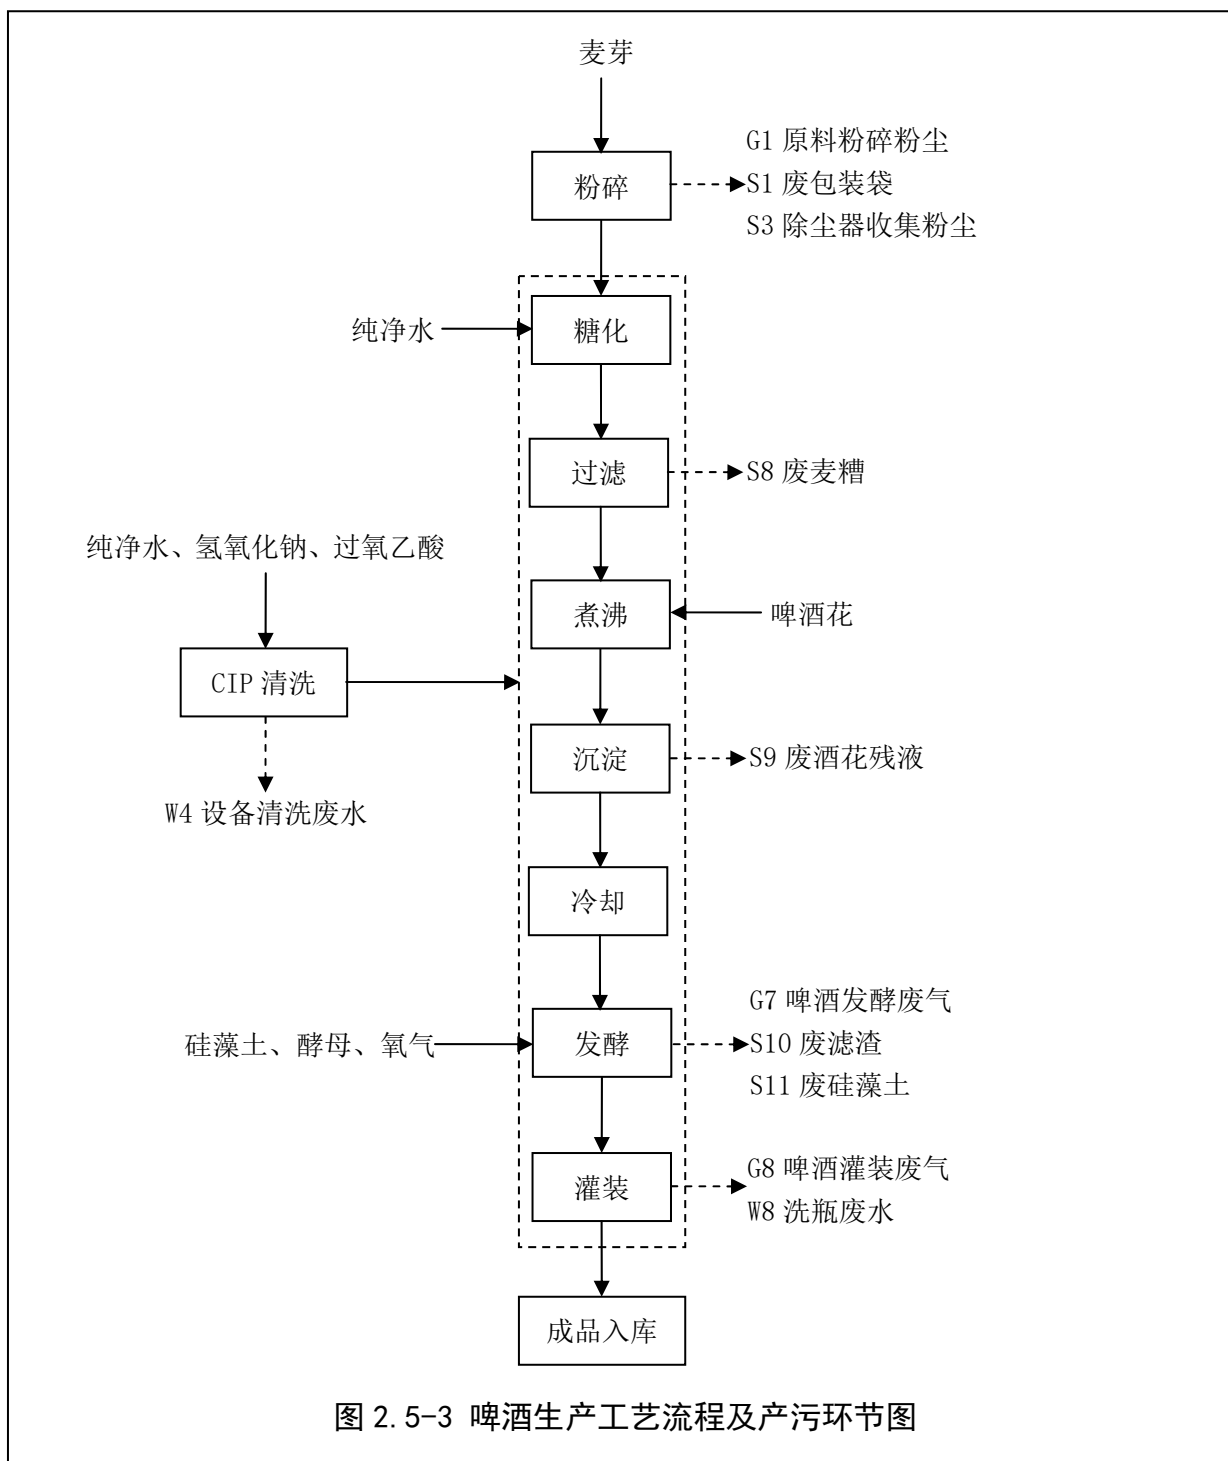 麦芽
G1 原料粉碎粉尘
粉碎
S1 废包装袋
S3 除尘器收集粉尘
纯净水
糖化
过滤
S8 废麦糟
纯净水、氢氧化钠、过氧乙酸
煮沸
啤酒花
CIP 清洗
沉淀
S9 废酒花残液
W4 设备清洗废水
冷却
G7 啤酒发酵废气
硅藻土、酵母、氧气
发酵
S10 废滤渣
S11 废硅藻土
G8 啤酒灌装废气
灌装
W8 洗瓶废水
成品入库
图 2.5-3 啤酒生产工艺流程及产污环节图